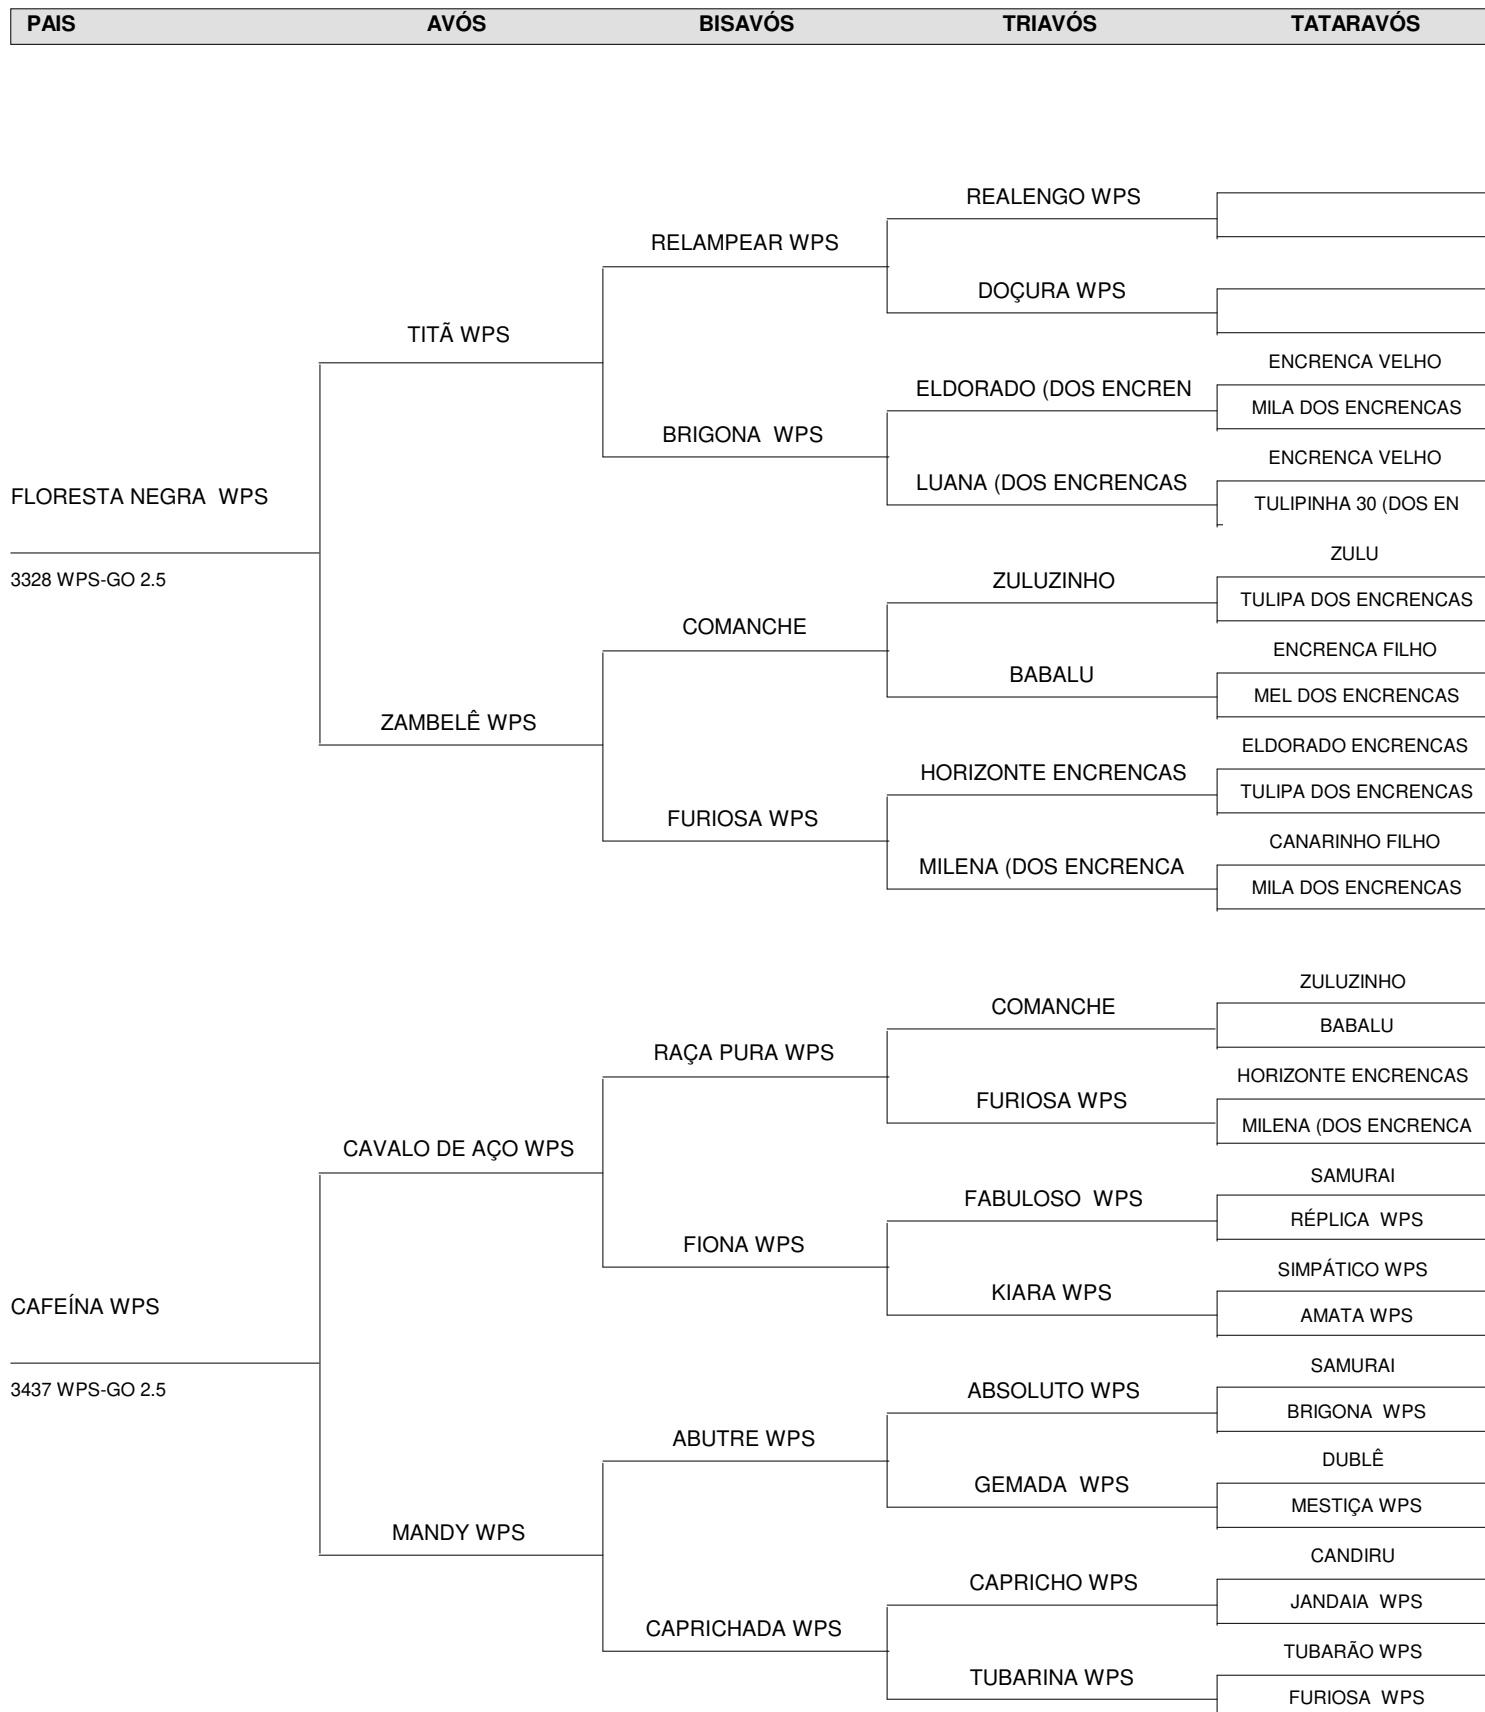 PAIS AVÓS BISAVÓS TRIAVÓS TATARAVÓS
REALENGO WPS
RELAMPEAR WPS
DOÇURA WPS
TITÃ WPS
ENCRENCA VELHO
ELDORADO (DOS ENCREN
MILA DOS ENCRENCAS
BRIGONA  WPS
ENCRENCA VELHO
LUANA (DOS ENCRENCAS
FLORESTA NEGRA  WPS
TULIPINHA 30 (DOS EN
ZULU
3328 WPS-GO 2.5
ZULUZINHO
TULIPA DOS ENCRENCAS
COMANCHE
ENCRENCA FILHO
BABALU
MEL DOS ENCRENCAS
ZAMBELÊ WPS
ELDORADO ENCRENCAS
HORIZONTE ENCRENCAS
TULIPA DOS ENCRENCAS
FURIOSA WPS
CANARINHO FILHO
MILENA (DOS ENCRENCA
MILA DOS ENCRENCAS
ZULUZINHO
COMANCHE
BABALU
RAÇA PURA WPS
HORIZONTE ENCRENCAS
FURIOSA WPS
MILENA (DOS ENCRENCA
CAVALO DE AÇO WPS
SAMURAI
FABULOSO  WPS
RÉPLICA  WPS
FIONA WPS
SIMPÁTICO WPS
KIARA WPS
CAFEÍNA WPS
AMATA WPS
SAMURAI
3437 WPS-GO 2.5
ABSOLUTO WPS
BRIGONA  WPS
ABUTRE WPS
DUBLÊ
GEMADA  WPS
MESTIÇA WPS
MANDY WPS
CANDIRU
CAPRICHO WPS
JANDAIA  WPS
CAPRICHADA WPS
TUBARÃO WPS
TUBARINA WPS
FURIOSA  WPS